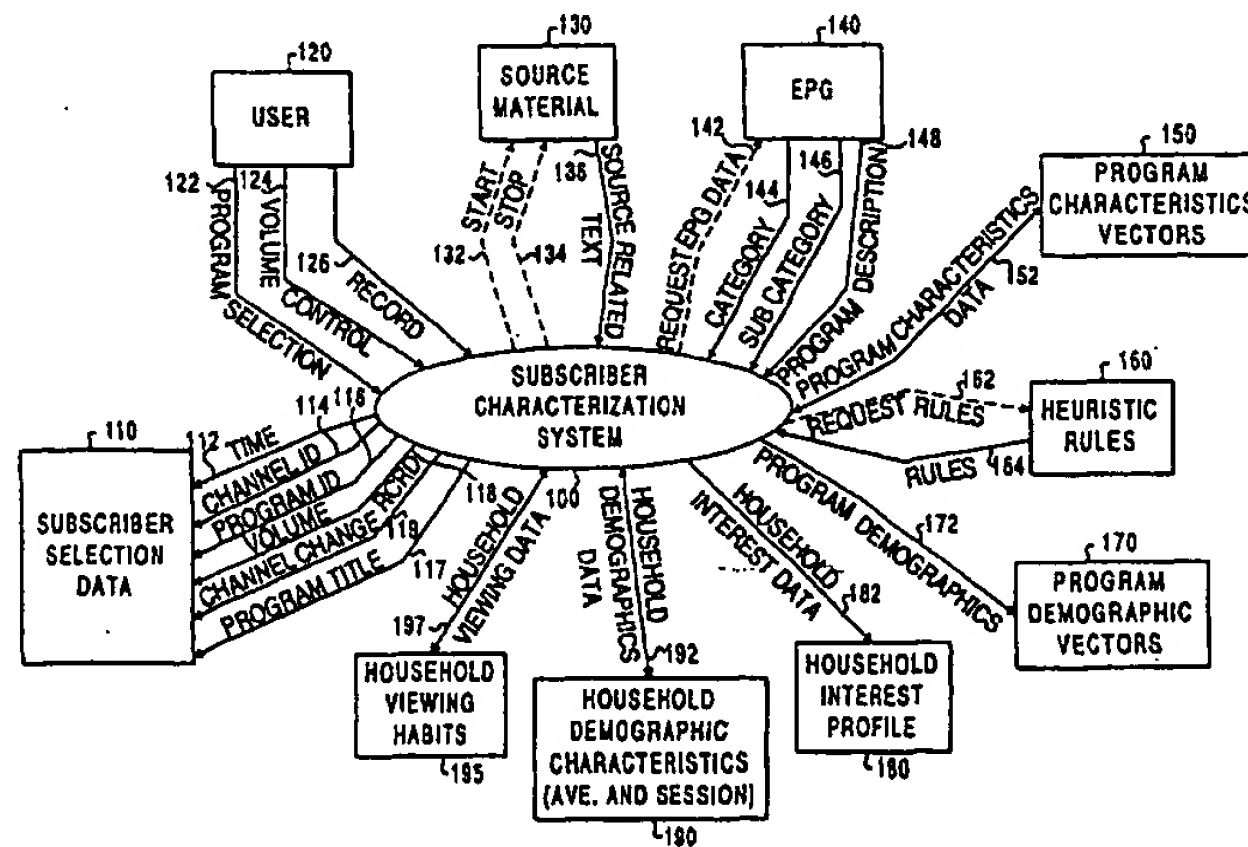 120
USER
122
PROGRAM SELECTION
124
VOLUME CONTROL
126
RECORD
130
SOURCE
MATERIAL
START
132
STOP
134
136
SOURCE RELATED
TEXT
140
EPG
142
REQUEST EPG DATA
144
CATEGORY
146
SUB CATEGORY
148
PROGRAM DESCRIPTION
150
PROGRAM
CHARACTERISTICS
VECTORS
PROGRAM CHARACTERISTICS
DATA
152
160
HEURISTIC
RULES
162
REQUEST RULES
RULES
164
SUBSCRIBER
CHARACTERIZATION
SYSTEM
100
110
SUBSCRIBER
SELECTION
DATA
112
TIME
114
CHANNEL ID
116
PROGRAM ID
VOLUME
RCRD
118
CHANNEL CHANGE
119
PROGRAM TITLE
117
HOUSEHOLD
VIEWING DATA
197
HOUSEHOLD
VIEWING
HABITS
195
HOUSEHOLD
DEMOGRAPHICS
DATA
192
HOUSEHOLD
DEMOGRAPHIC
CHARACTERISTICS
(AVE. AND SESSION)
190
HOUSEHOLD
INTEREST DATA
182
HOUSEHOLD
INTEREST
PROFILE
180
PROGRAM DEMOGRAPHICS
172
170
PROGRAM
DEMOGRAPHIC
VECTORS